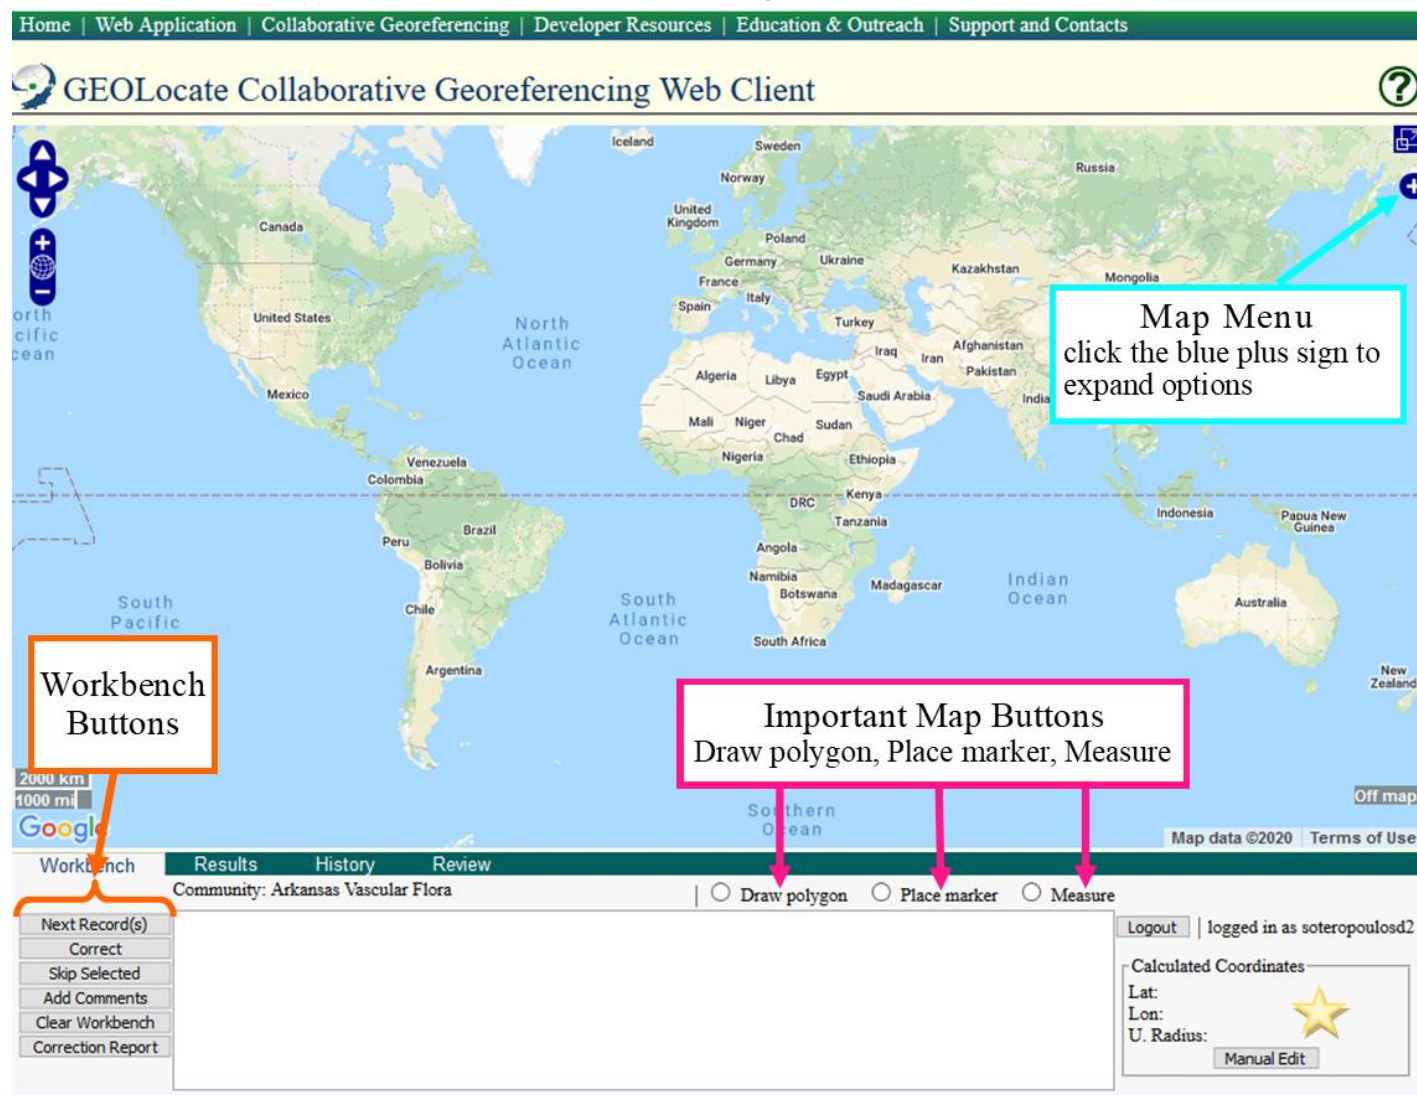 Home | Web Application | Collaborative Georeferencing | Developer Resources | Education & Outreach | Support and Contacts
GEOLocate Collaborative Georeferencing Web Client
?
Iceland
Sweden
Russia
Norway
Canada
United
Kingdom
Poland
Germany
Ukraine
Kazakhstan
Mongolia
France
Spain
Italy
Turkey
United States
North
Atlantic
Ocean
orth
cific
cean
Iraq
Iran
Afghanistan
Pakistan
Algeria
Libya
Egypt
Saudi Arabia
India
Mexico
Map Menu
click the blue plus sign to
expand options
Mali
Niger
Chad
Sudan
Nigeria
Ethiopia
Venezuela
Colombia
DRC
Kenya
Tanzania
Indonesia
Papua New
Guinea
Brazil
Peru
Bolivia
Angola
Namibia
Botswana
Madagascar
Indian
Ocean
Australia
South
Pacific
Chile
South
Atlantic
Ocean
South Africa
Argentina
New
Zealand
Workbench
Buttons
Important Map Buttons
Draw polygon, Place marker, Measure
2000 km
1000 mi
Google
Southern
Ocean
Off map
Map data ©2020
Terms of Use
Workbench
Results
History
Review
Community: Arkansas Vascular Flora
| Draw polygon
Place marker
Measure
Next Record(s)
Correct
Skip Selected
Add Comments
Clear Workbench
Correction Report
Logout | logged in as soteropoulosd2
Calculated Coordinates
Lat:
Lon:
U. Radius:
Manual Edit